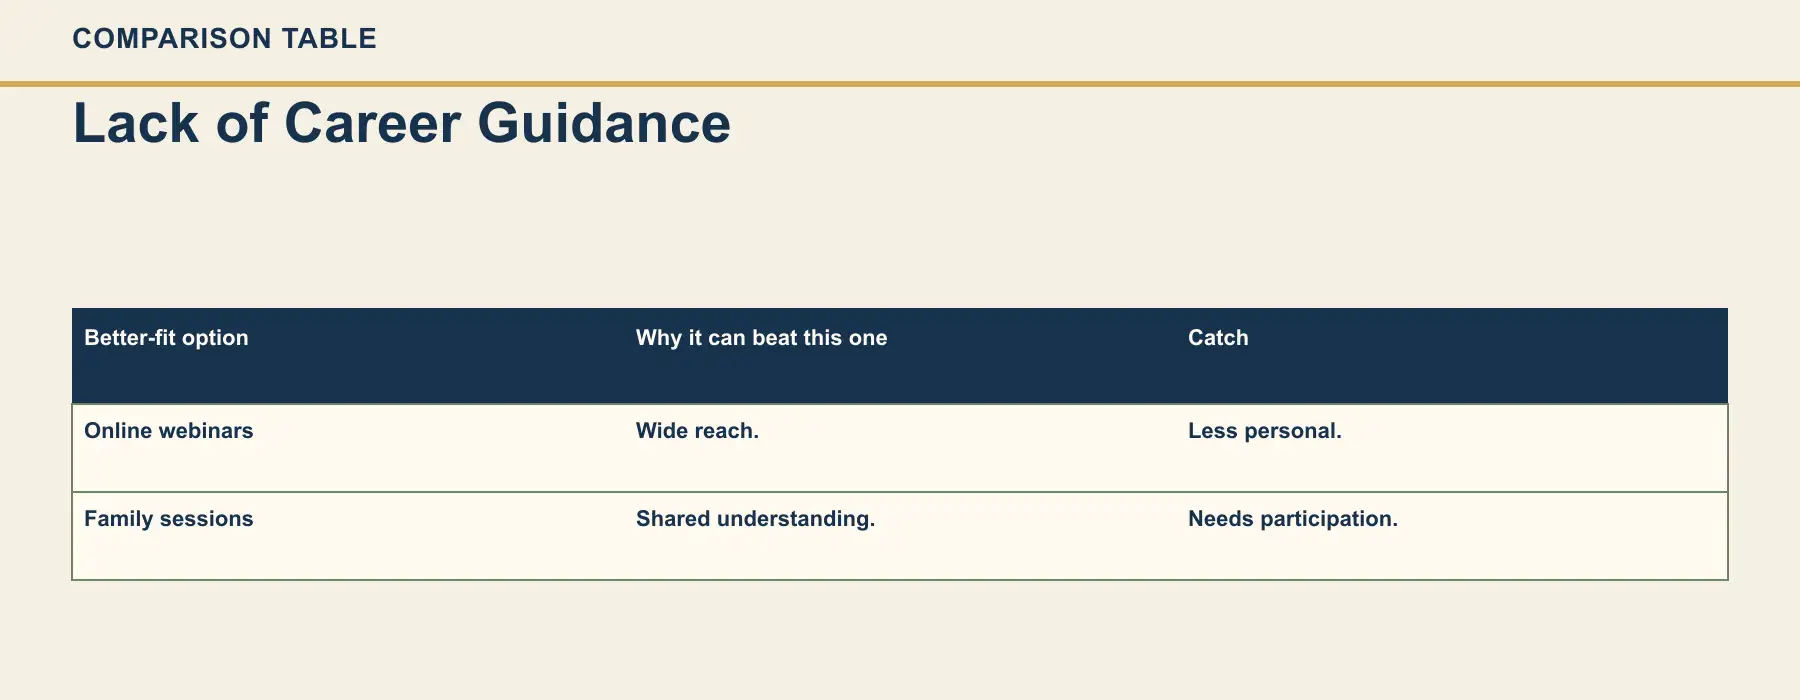 COMPARISON TABLE
Lack of Career Guidance
Better-fit option Why it can beat this one Catch
Online webinars Wide reach. Less personal.
Family sessions Shared understanding. Needs participation.